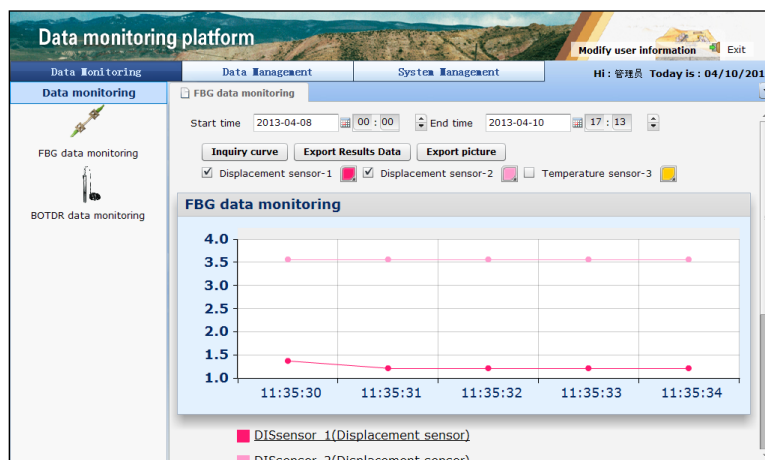 Data monitoring platform
Modify user information Exit
Data Monitoring Data Management System Management Hi : 管理员 Today is : 04/10/201
Data monitoring FBG data monitoring
Start time 2013-04-08 00 : 00 End time 2013-04-10 17 : 13
FBG data monitoring
Inquiry curve Export Results Data Export picture
Displacement sensor-1 Displacement sensor-2 Temperature sensor-3
BOTDR data monitoring
FBG data monitoring
4.0
3.5
3.0
2.5
2.0
1.5
1.0
11:35:30 11:35:31 11:35:32 11:35:33 11:35:34
DISsensor_1(Displacement sensor)
DISsensor_2(Displacement sensor)